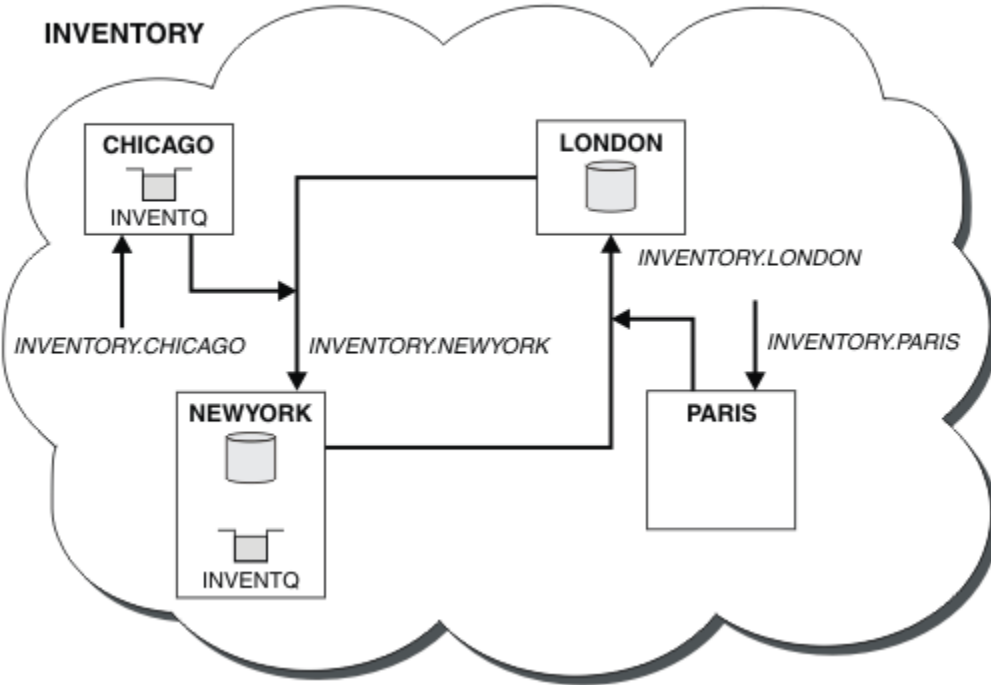 INVENTORY
CHICAGO
INVENTQ
LONDON
INVENTORY.LONDON
INVENTORY.CHICAGO
INVENTORY.NEWYORK
INVENTORY.PARIS
NEWYORK
INVENTQ
PARIS